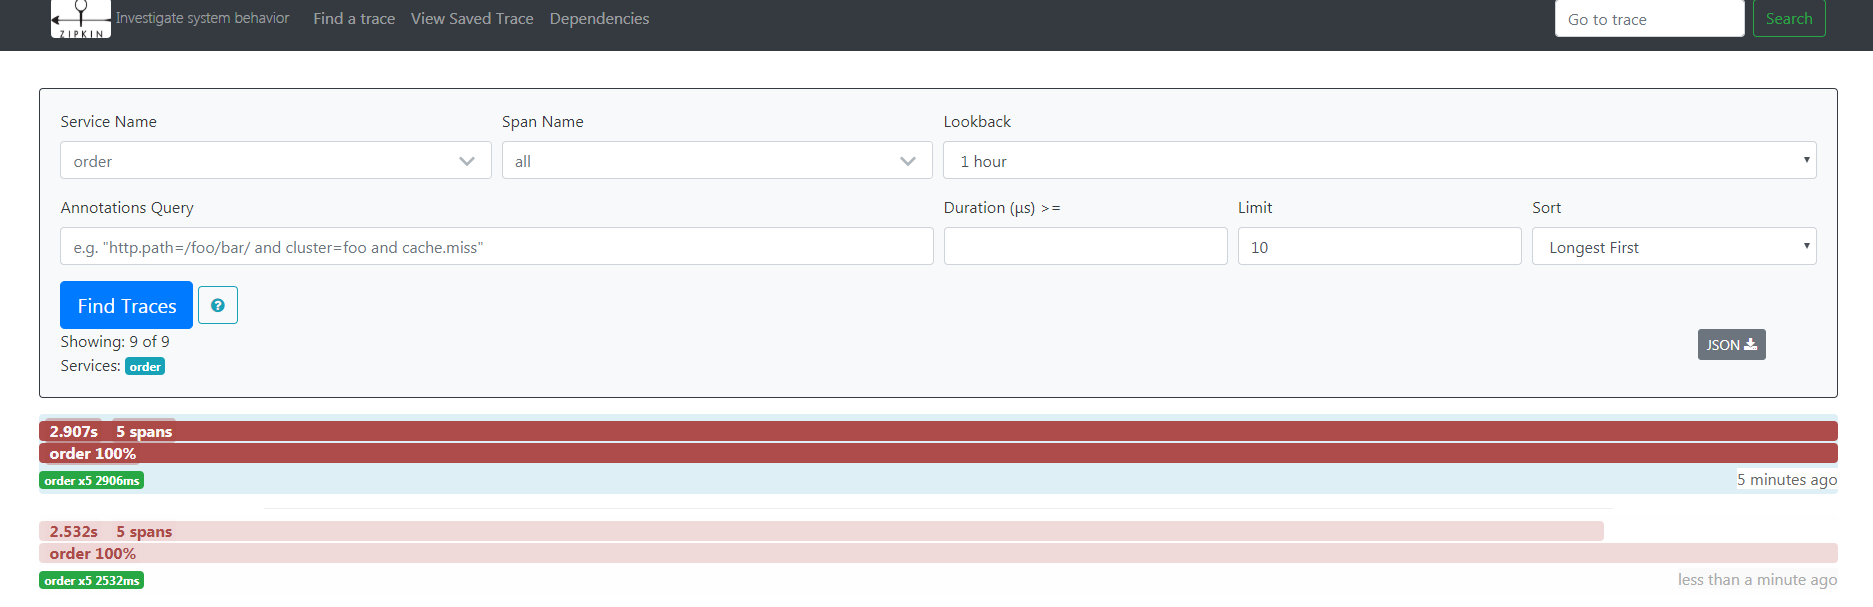 ZIPKIN Investigate system behavior Find a trace View Saved Trace Dependencies Go to trace Search
Service Name Span Name Lookback
order all 1 hour
Annotations Query Duration (μs) >= Limit Sort
e.g. "http.path=/foo/bar/ and cluster=foo and cache.miss" 10 Longest First
Find Traces
Showing: 9 of 9
JSON
Services: order
2.907s 5 spans
order 100%
order x5 2906ms 5 minutes ago
2.532s 5 spans
order 100%
order x5 2532ms less than a minute ago